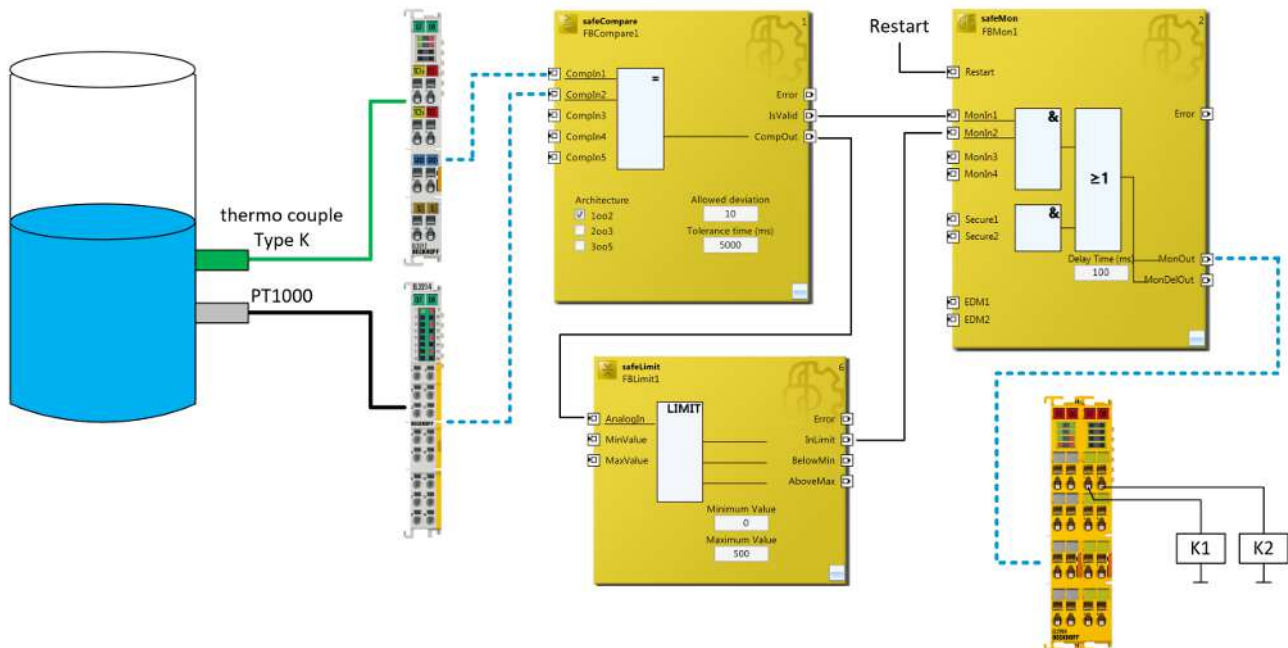 thermo couple
Type K
PT1000
BECKHOFF
safeCompare
FBCompare1
1
CompIn1
CompIn2
CompIn3
CompIn4
CompIn5
=
Error
IsValid
CompOut
Architecture
1oo2
2oo3
3oo5
Allowed deviation
10
Tolerance time (ms)
5000
safeLimit
FBLimit1
6
AnalogIn
MinValue
MaxValue
LIMIT
Error
InLimit
BelowMin
AboveMax
Minimum Value
0
Maximum Value
500
Restart
safeMon
FBMon1
2
Restart
MonIn1
MonIn2
MonIn3
MonIn4
Secure1
Secure2
&
&
≥1
Error
Delay Time (ms)
100
MonOut
MonDelOut
EDM1
EDM2
K1
K2
BECKHOFF